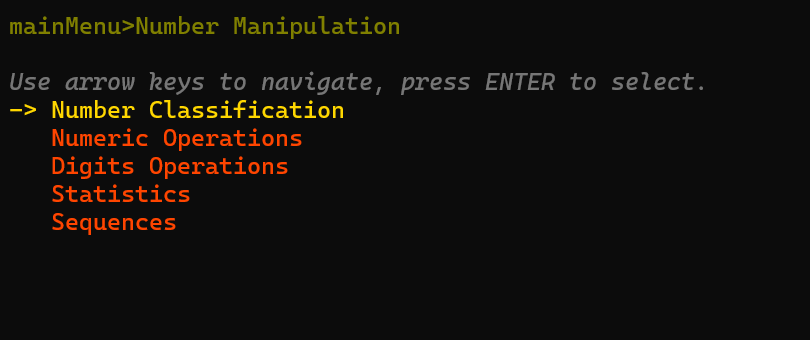 mainMenu>Number Manipulation
Use arrow keys to navigate, press ENTER to select.
—> Number Classification
Numeric Operations
Digits Operations
Statistics
Sequences